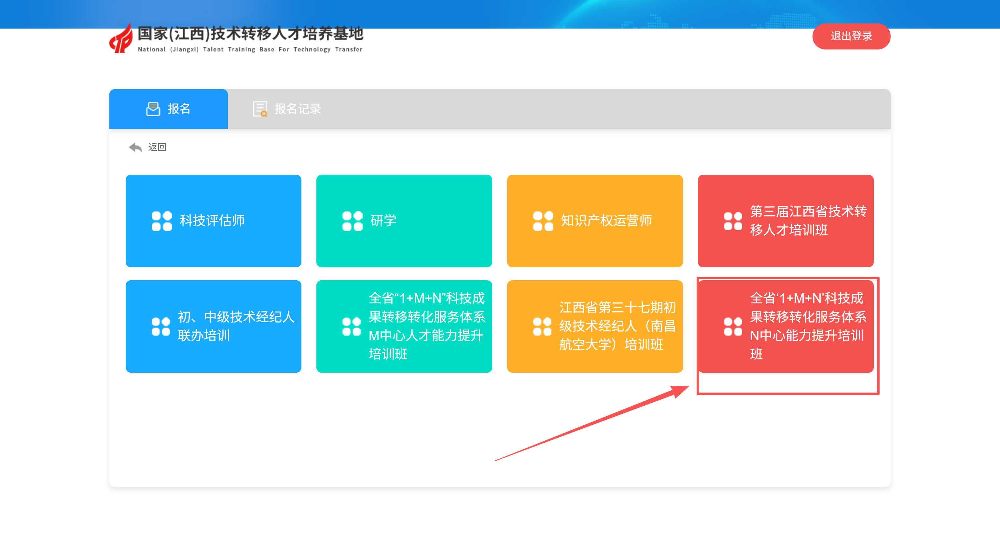 国家(江西)技术转移人才培养基地
National (Jiangxi) Talent Training Base For Technology Transfer
退出登录
报名
报名记录
返回
科技评估师
研学
知识产权运营师
第三届江西省技术转
移人才培训班
初、中级技术经纪人
联办培训
全省“1+M+N”科技成
果转移转化服务体系
M中心人才能力提升
培训班
江西省第三十七期初
级技术经纪人（南昌
航空大学）培训班
全省‘1+M+N’科技成
果转移转化服务体系
N中心能力提升培训
班